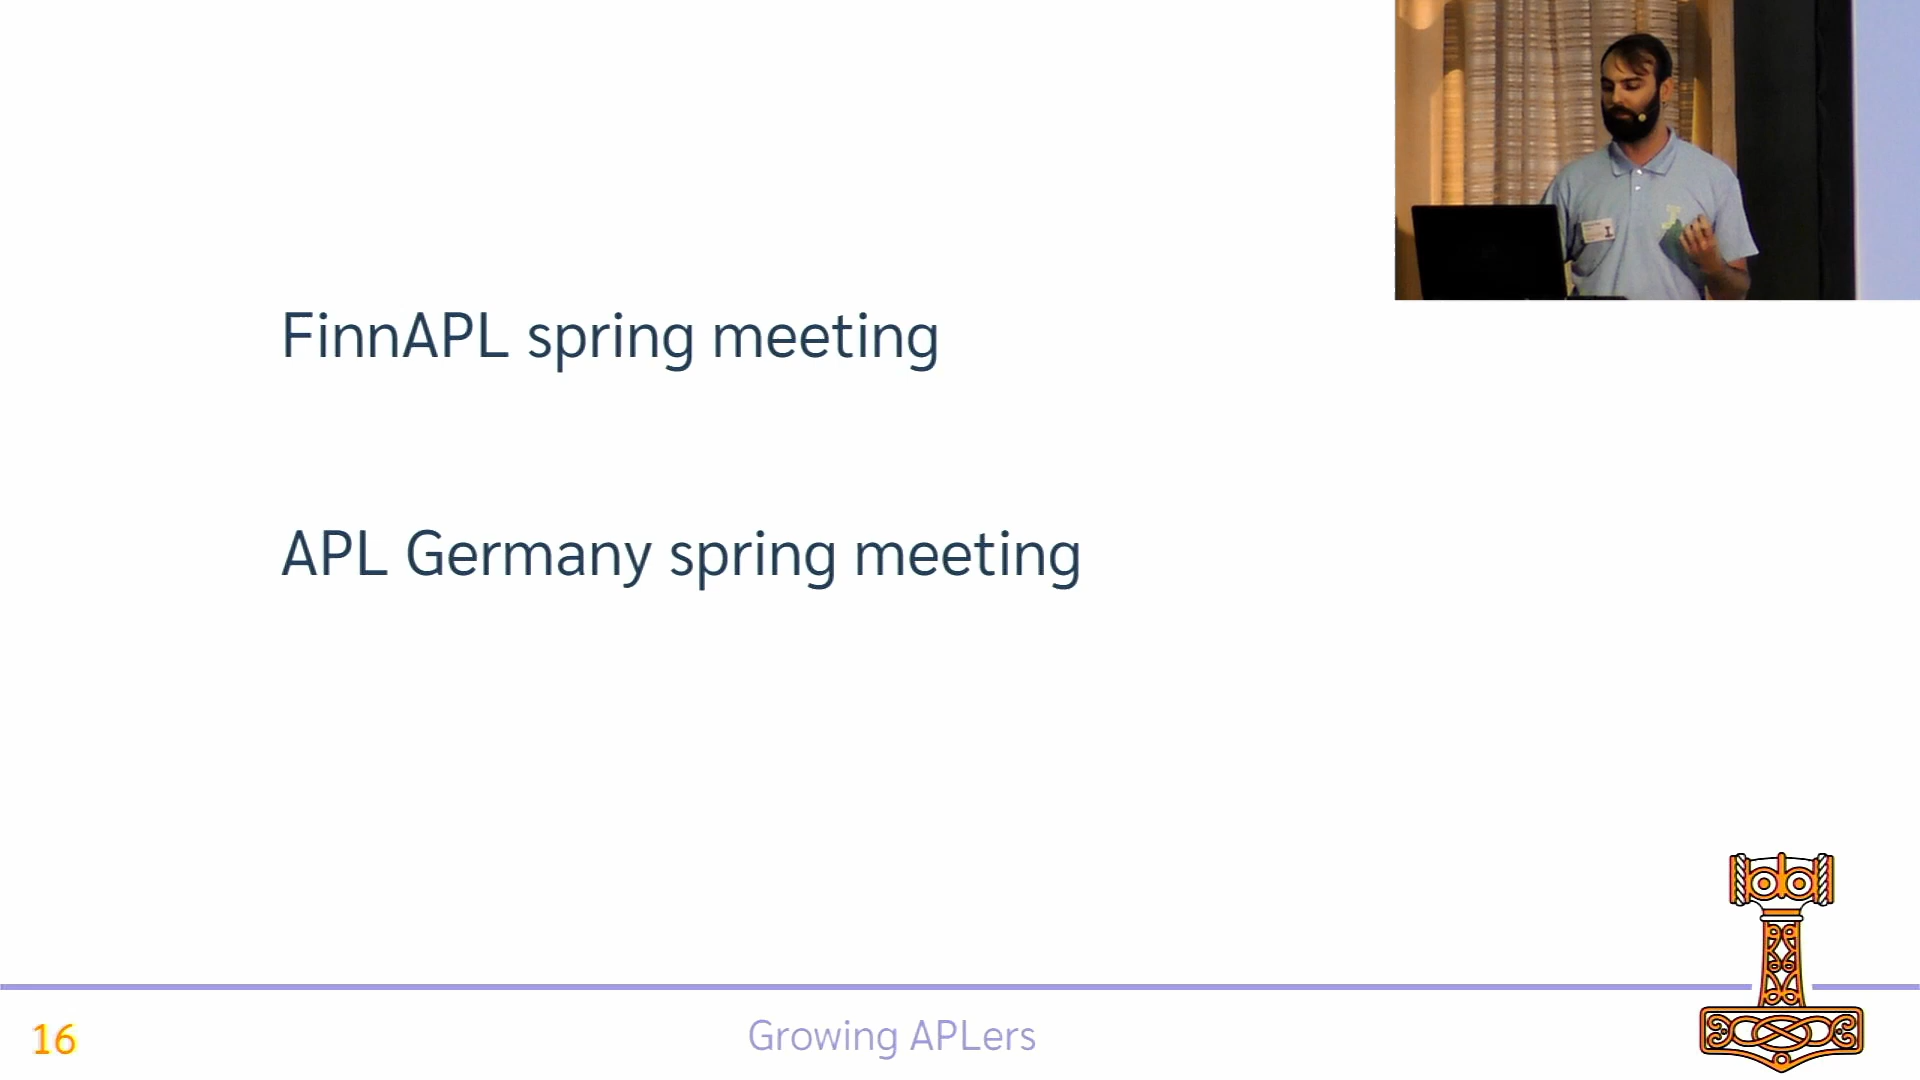 FinnAPL spring meeting
APL Germany spring meeting
16
Growing APLers